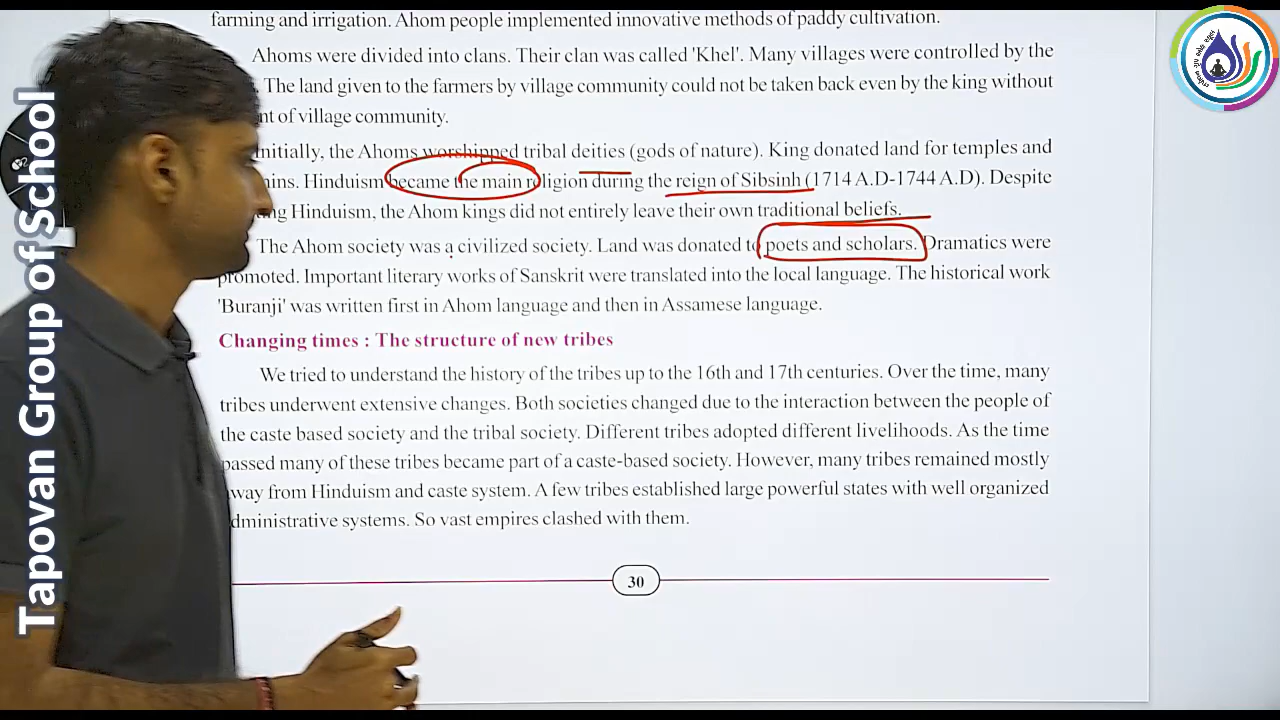 farming and irrigation. Ahom people implemented innovative methods of paddy cultivation.
Ahoms were divided into clans. Their clan was called 'Khel'. Many villages were controlled by the
. The land given to the farmers by village community could not be taken back even by the king without
of village community.
the Ahoms worshipped tribal deities (gods of nature). King donated land for temples and
Hinduism became the main religion during the reign of Sibsinh (1714 A.D-1744 A.D). Despite
Hinduism, the Ahom kings did not entirely leave their own traditional beliefs.
The Ahom society was a civilized society. Land was donated to poets and scholars. Dramatics were
promoted. Important literary works of Sanskrit were translated into the local language. The historical work
'Buranji' was written first in Ahom language and then in Assamese language.
Changing times : The structure of new tribes
We tried to understand the history of the tribes up to the 16th and 17th centuries. Over the time, many
tribes underwent extensive changes. Both societies changed due to the interaction between the people of
the caste based society and the tribal society. Different tribes adopted different livelihoods. As the time
passed many of these tribes became part of a caste-based society. However, many tribes remained mostly
away from Hinduism and caste system. A few tribes established large powerful states with well organized
administrative systems. So vast empires clashed with them.
30
Tapovan Group of School